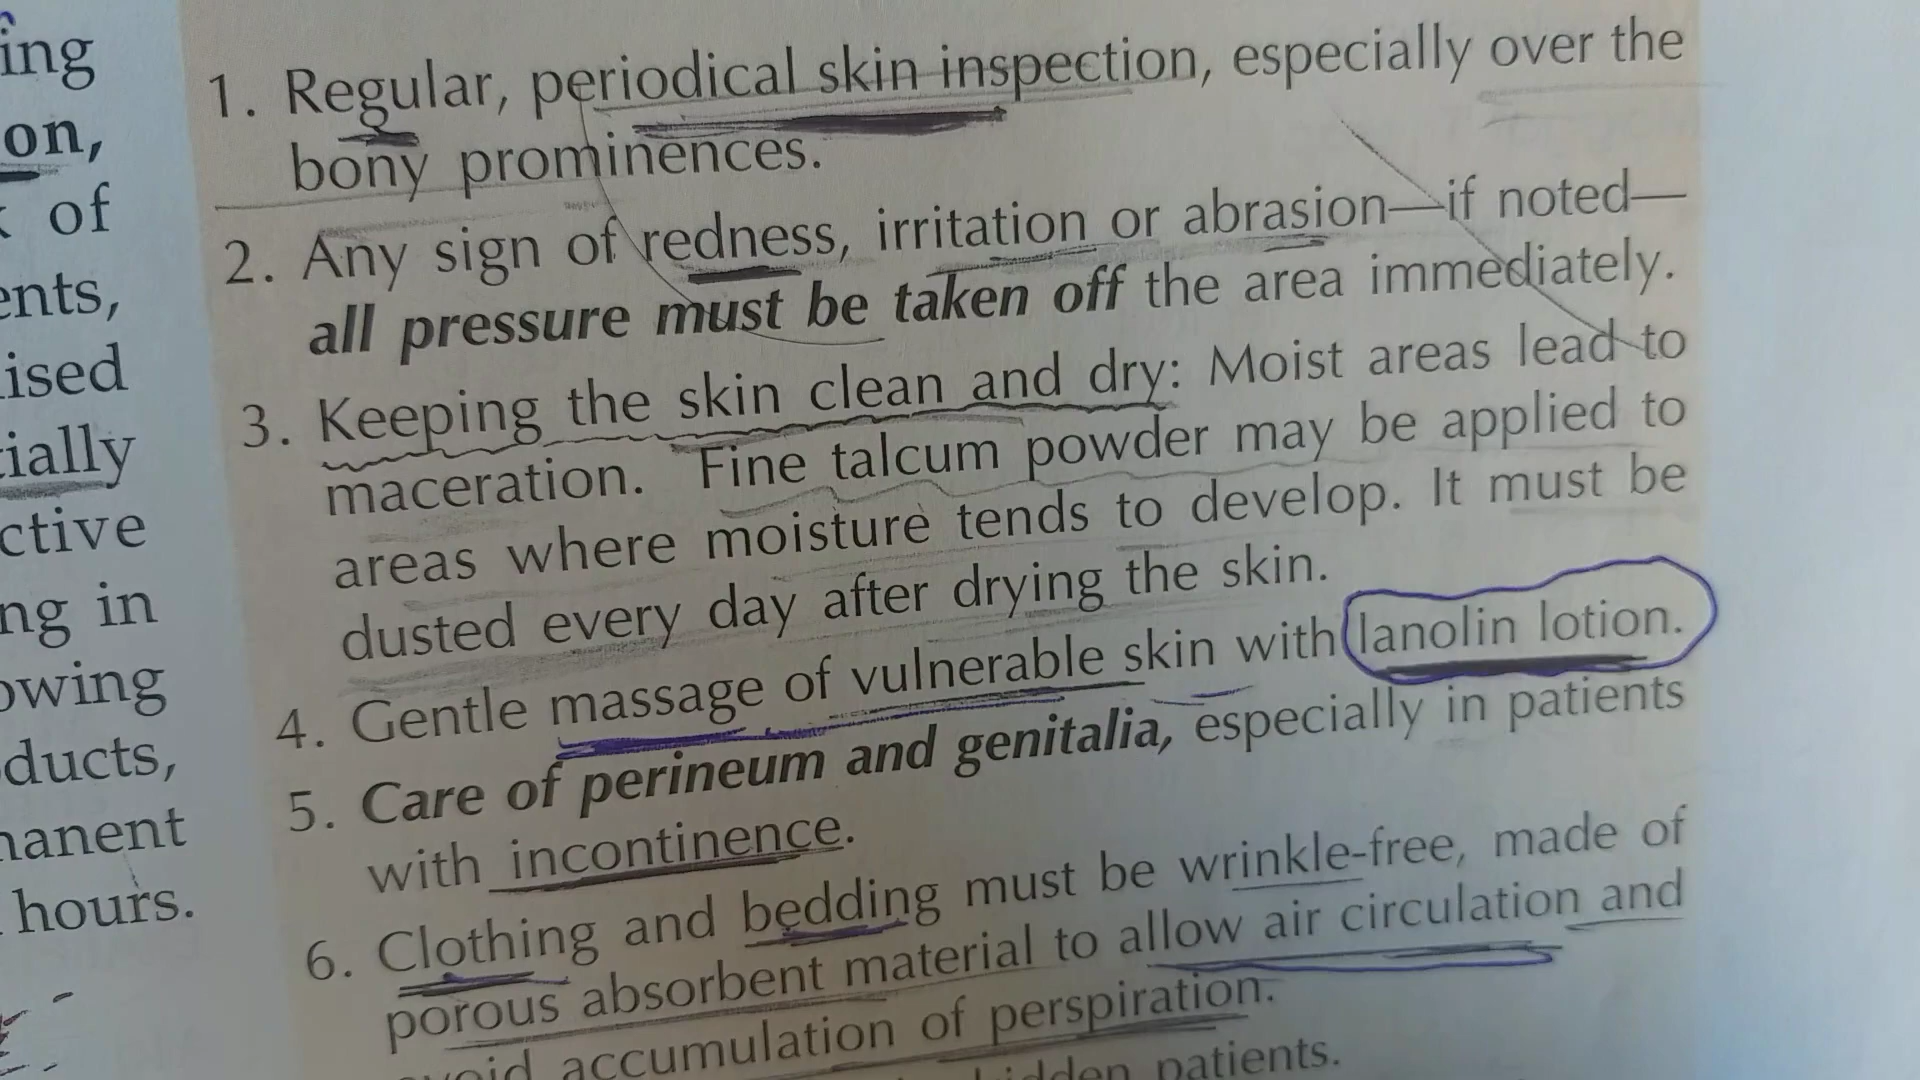 ing
on,
of
ents,
ised
ially
ctive
ng in
owing
ducts,
manent
hours.
1. Regular, periodical skin inspection, especially over the
bony prominences.
2. Any sign of redness, irritation or abrasion—if noted—
all pressure must be taken off the area immediately.
3. Keeping the skin clean and dry: Moist areas lead to
maceration. Fine talcum powder may be applied to
areas where moisture tends to develop. It must be
dusted every day after drying the skin.
4. Gentle massage of vulnerable skin with lanolin lotion.
5. Care of perineum and genitalia, especially in patients
with incontinence.
6. Clothing and bedding must be wrinkle-free, made of
porous absorbent material to allow air circulation and
avoid accumulation of perspiration.
patients.